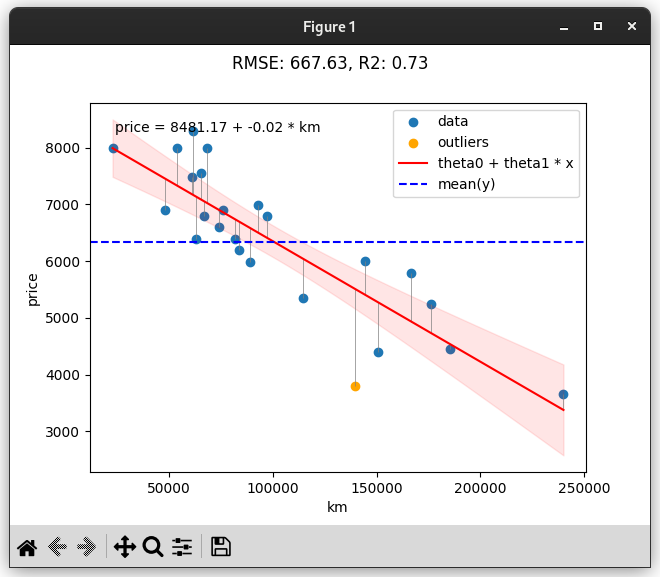 Figure 1
RMSE: 667.63, R2: 0.73
price = 8481.17 + -0.02 * km
data
outliers
theta0 + theta1 * x
mean(y)
8000
7000
6000
5000
4000
3000
price
50000
100000
150000
200000
250000
km